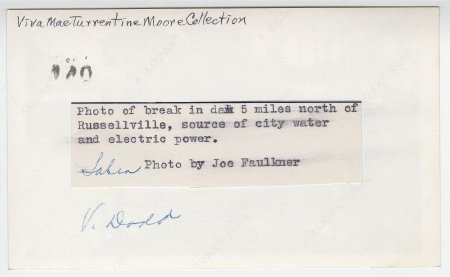 Viva Mae Turrentine Moore Collection
Photo of break in dam 5 miles north of
Russellville, source of city water
and electric power.
Photo by Joe Faulkner
V. Dodd